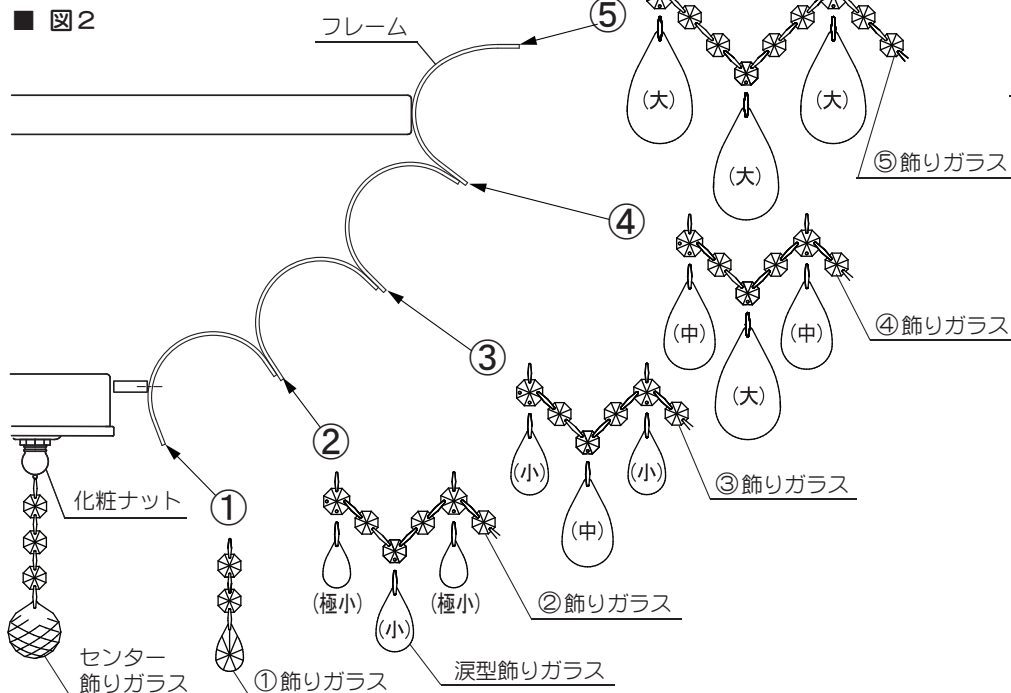 ■ 図2
フレーム
⑤
(大)
(大)
(大)
⑤飾りガラス
④
(中)
(中)
(大)
④飾りガラス
③
(小)
(小)
(中)
③飾りガラス
②
(極小)
(極小)
(小)
②飾りガラス
涙型飾りガラス
①
化粧ナット
センター
飾りガラス
①飾りガラス